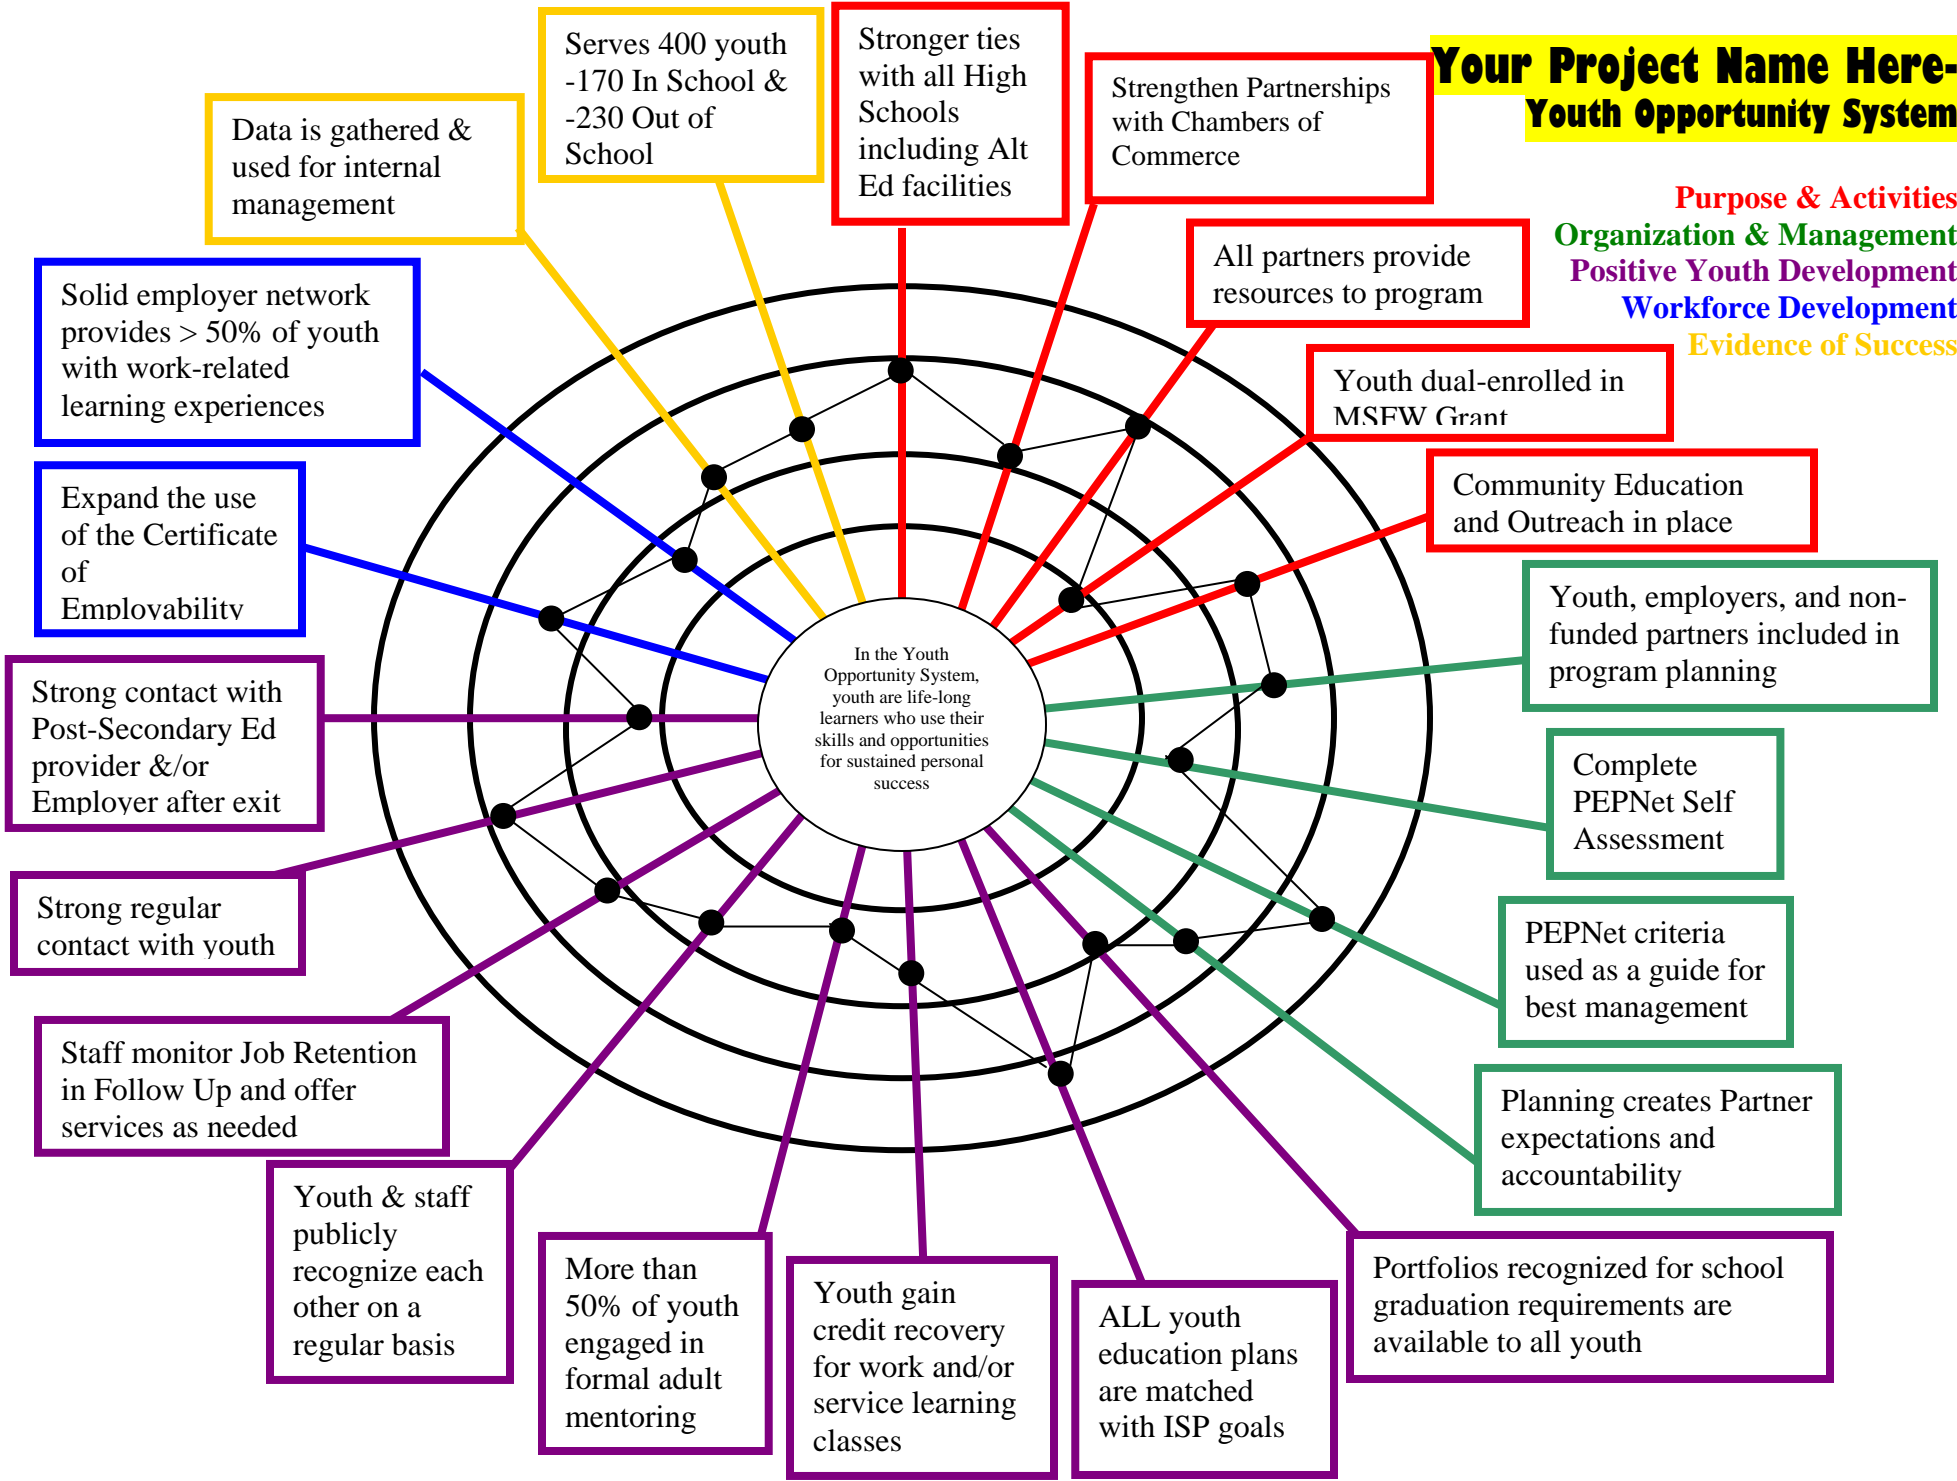 Your Project Name Here-
Youth Opportunity System
Purpose & Activities
Organization & Management
Positive Youth Development
Workforce Development
Evidence of Success
Stronger ties
with all High
Schools
including Alt
Ed facilities
Strengthen Partnerships
with Chambers of
Commerce
All partners provide
resources to program
Youth dual-enrolled in
MSFW Grant
Community Education
and Outreach in place
Youth, employers, and non-
funded partners included in
program planning
Complete
PEPNet Self
Assessment
PEPNet criteria
used as a guide for
best management
Planning creates Partner
expectations and
accountability
Portfolios recognized for school
graduation requirements are
available to all youth
ALL youth
education plans
are matched
with ISP goals
Youth gain
credit recovery
for work and/or
service learning
classes
More than
50% of youth
engaged in
formal adult
mentoring
Youth & staff
publicly
recognize each
other on a
regular basis
Staff monitor Job Retention
in Follow Up and offer
services as needed
Strong regular
contact with youth
Strong contact with
Post-Secondary Ed
provider &/or
Employer after exit
Expand the use
of the Certificate
of
Employability
Solid employer network
provides > 50% of youth
with work-related
learning experiences
Data is gathered &
used for internal
management
Serves 400 youth
-170 In School &
-230 Out of
School
In the Youth
Opportunity System,
youth are life-long
learners who use their
skills and opportunities
for sustained personal
success